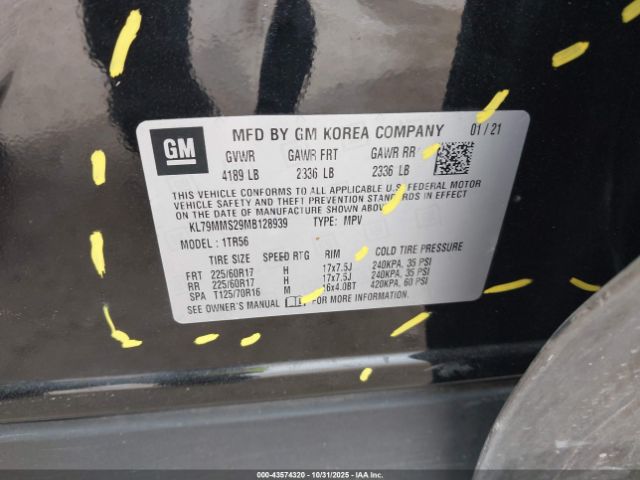 GM
MFD BY GM KOREA COMPANY 01/21
GVWR GAWR FRT GAWR RR
4189 LB 2336 LB 2336 LB
THIS VEHICLE CONFORMS TO ALL APPLICABLE U.S. FEDERAL MOTOR
VEHICLE SAFETY AND THEFT PREVENTION STANDARDS IN EFFECT
ON THE DATE OF MANUFACTURE SHOWN ABOVE.
KL79MMS29MB128939 TYPE: MPV
MODEL: 1TR56
TIRE SIZE SPEED RTG RIM COLD TIRE PRESSURE
FRT 225/60R17 H 17x7.5J 240KPA, 35 PSI
RR 225/60R17 H 17x7.5J 240KPA, 35 PSI
SPA T125/70R16 M 16x4.0BT 420KPA, 60 PSI
SEE OWNER'S MANUAL FOR MORE INFORMATION.
000-43574320 - 10/31/2025 - IAAI.COM